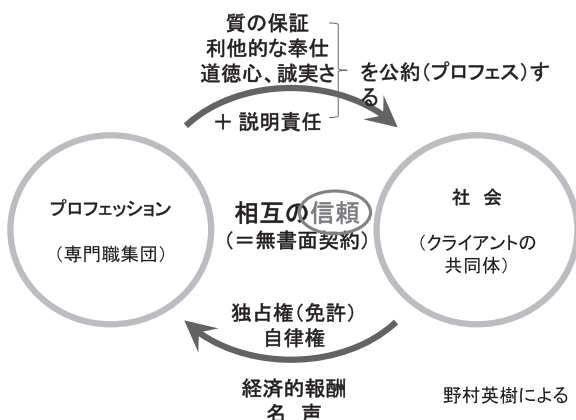 質の保証
利他的な奉仕
道徳心、誠実さ
を公約（プロフェス）す
る
＋ 説明責任
プロフェッション
（専門職集団）
相互の信頼
（＝無書面契約）
社 会
（クライアントの
共同体）
独占権（免許）
自律権
経済的報酬
名 声
野村英樹による